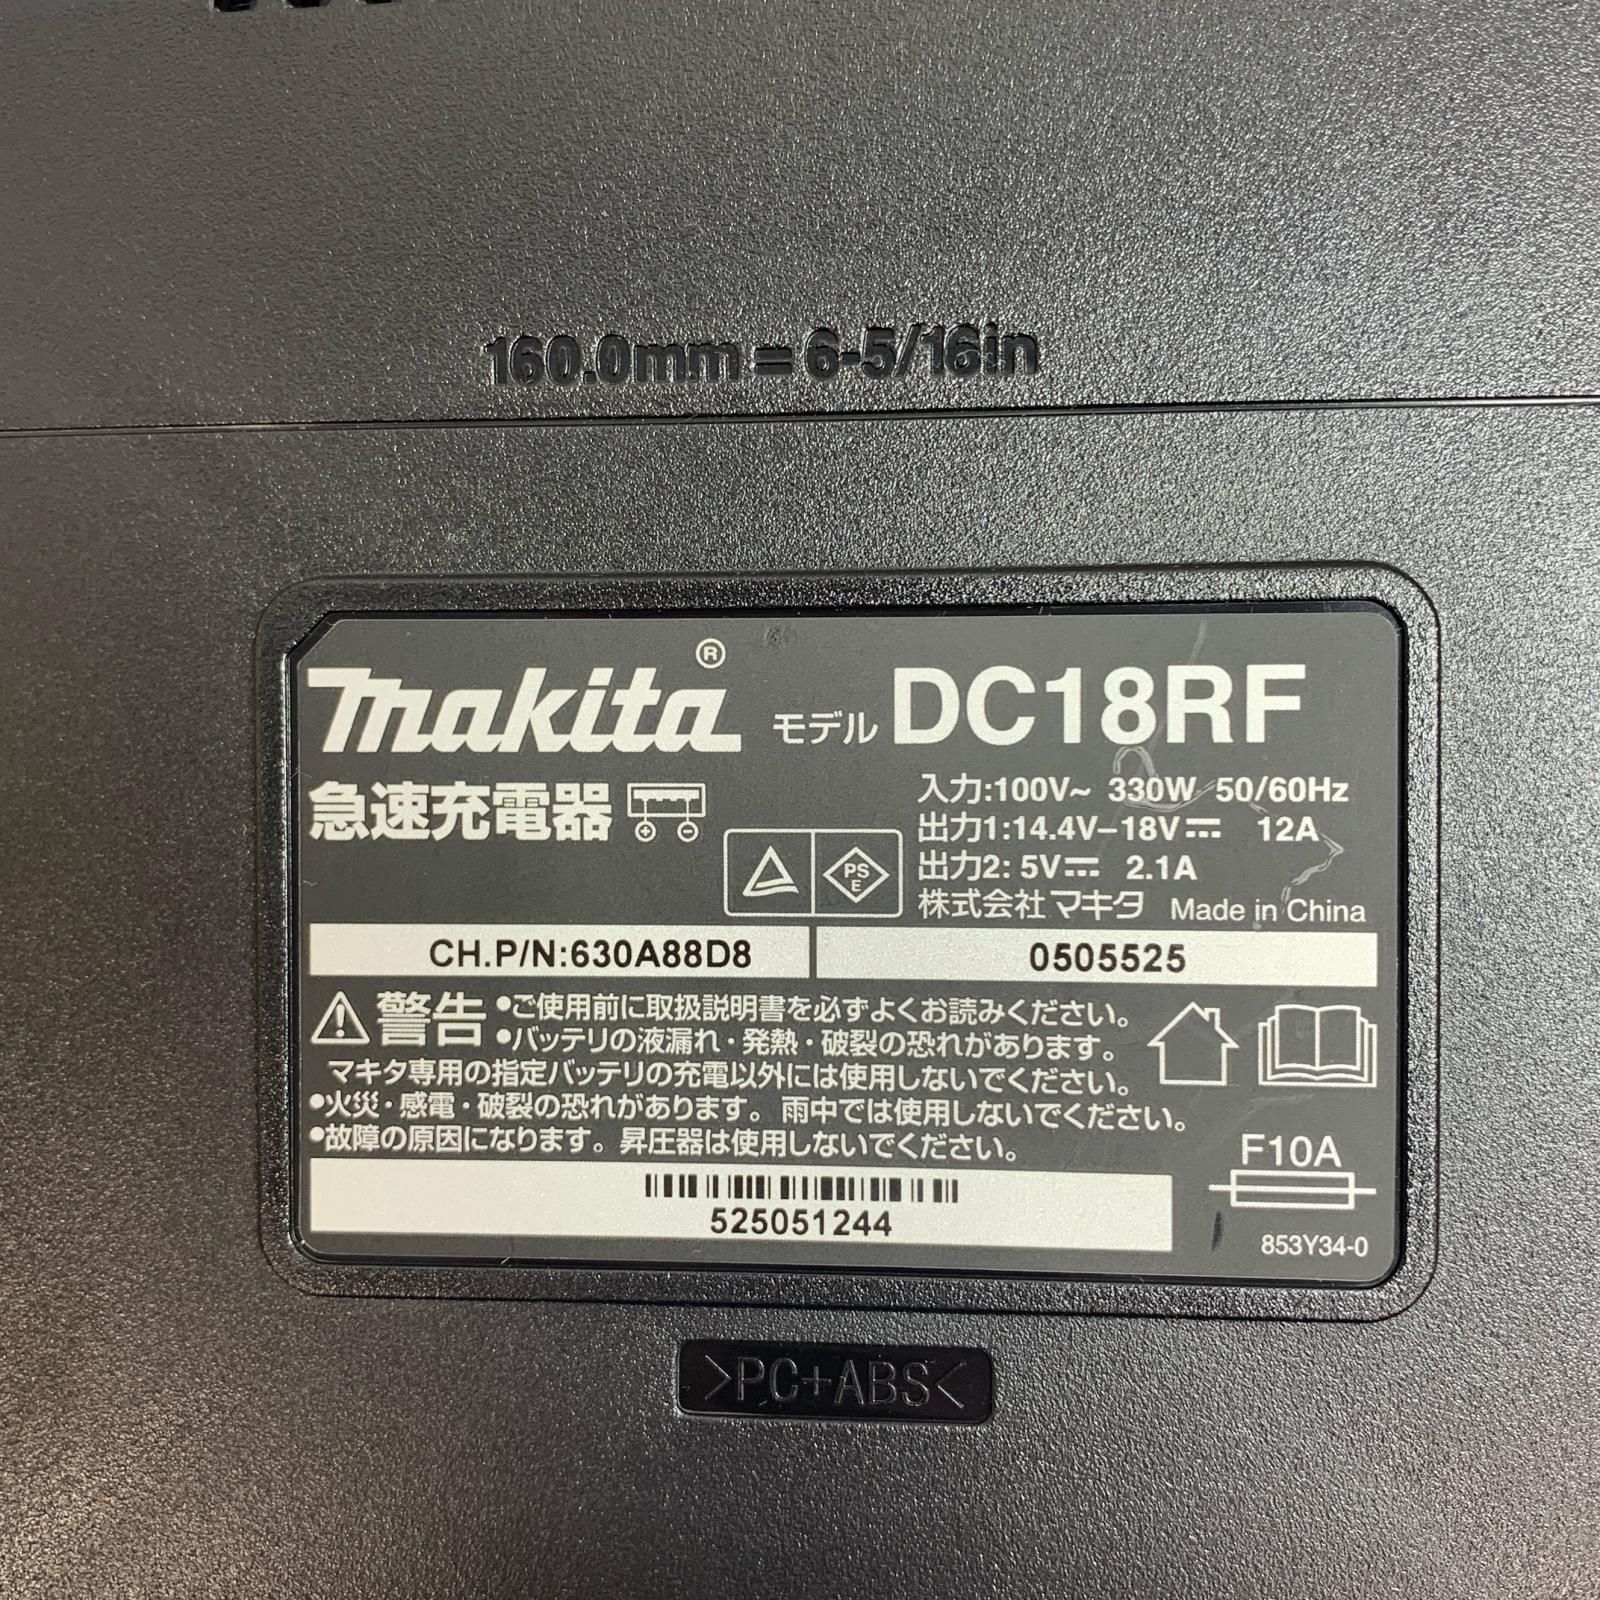 160.0mm = 6-5/16in
makita® モデル DC18RF
急速充電器
入力:100V~ 330W 50/60Hz
出力1:14.4V–18V⎓ 12A
出力2: 5V⎓ 2.1A
PS
E
株式会社マキタ Made in China
CH.P/N:630A88D8 0505525
⚠警告 •ご使用前に取扱説明書を必ずよくお読みください。
•バッテリの液漏れ・発熱・破裂の恐れがあります。
マキタ専用の指定バッテリの充電以外には使用しないでください。
•火災・感電・破裂の恐れがあります。雨中では使用しないでください。
•故障の原因になります。昇圧器は使用しないでください。
F10A
525051244
853Y34-0
>PC+ABS<